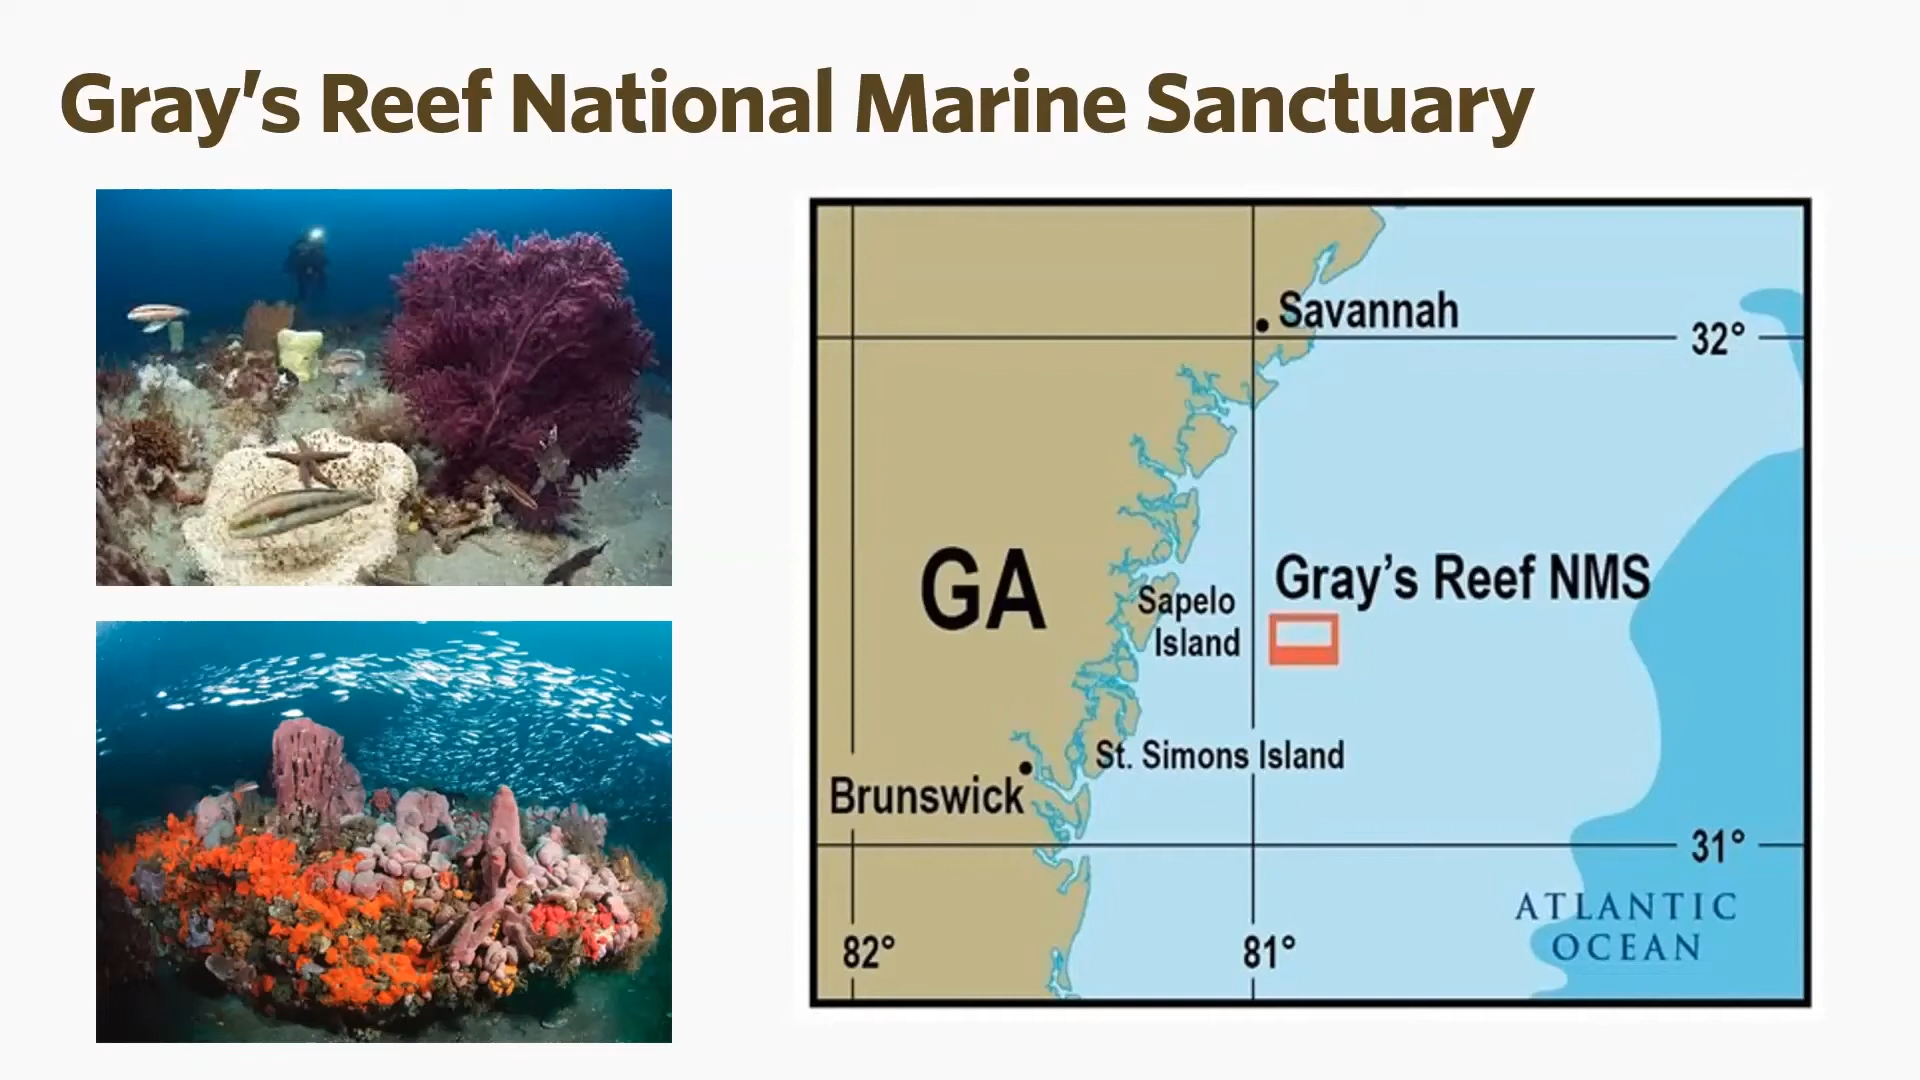 Gray's Reef National Marine Sanctuary
Savannah
32°
GA
Gray's Reef NMS
Sapelo
Island
St. Simons Island
Brunswick
31°
ATLANTIC
OCEAN
82°
81°